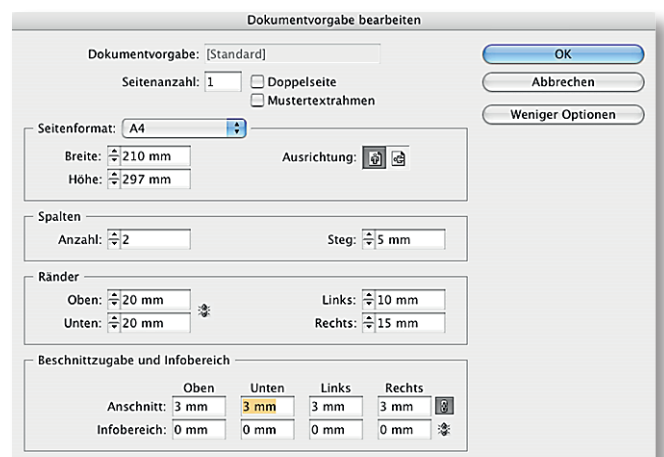 Dokumentvorgabe bearbeiten
Dokumentvorgabe: [Standard]
OK
Seitenanzahl: 1 Doppelseite
Abbrechen
Mustertextrahmen
Weniger Optionen
Seitenformat: A4
Breite: 210 mm Ausrichtung:
Höhe: 297 mm
Spalten
Anzahl: 2 Steg: 5 mm
Ränder
Oben: 20 mm Links: 10 mm
Unten: 20 mm Rechts: 15 mm
Beschnittzugabe und Infobereich
Oben Unten Links Rechts
Anschnitt: 3 mm 3 mm 3 mm 3 mm
Infobereich: 0 mm 0 mm 0 mm 0 mm